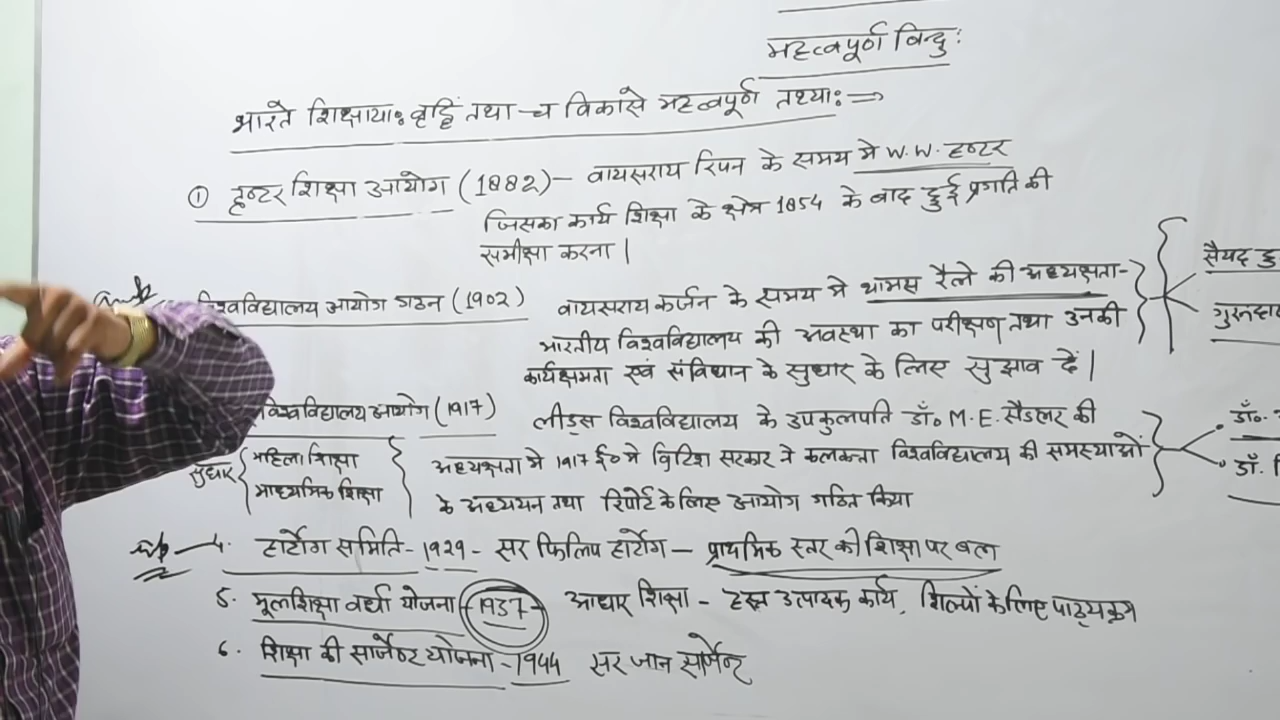 महत्वपूर्ण बिन्दु:
भारते शिक्षायाः वृद्धिं तथा च विकासे महत्वपूर्ण तथ्याः ⇒
① हण्टर शिक्षा आयोग (1882) - वायसराय रिपन के समय मे W.W. हण्टर
जिसका कार्य शिक्षा के क्षेत्र 1854 के बाद हुई प्रगति की
समीक्षा करना |
विश्वविद्यालय आयोग गठन (1902) वायसराय कर्जन के समय मे थामस रैले की अध्यक्षता-
सैयद
भारतीय विश्वविद्यालय की अवस्था का परीक्षण तथा उनकी
कार्यक्षमता एवं संविधान के सुधार के लिए सुझाव दें |
विश्वविद्यालय आयोग (1917) लीड्स विश्वविद्यालय के उपकुलपति डॉ० M.E. सैडलर की
डॉ०
सुधार { महिला शिक्षा
माध्यमिक शिक्षा
अध्यक्षता मे 1917 ई० मे ब्रिटिश सरकार ने कलकता विश्वविद्यालय की समस्याओं
डॉ.
के अध्ययन तथा रिपोर्ट के लिए आयोग गठित किया
Imp - 4. हार्टोग समिति - 1929 - सर फिलिप हार्टोग - प्राथमिक स्तर की शिक्षा पर बल
5. मूलशिक्षा वर्धा योजना - 1937 - आधार शिक्षा - हस्त उत्पादक कार्य, शिल्पों के लिए पाठ्यक्रम
6. शिक्षा की सार्जेन्ट योजना - 1944 सर जान सार्जेन्ट